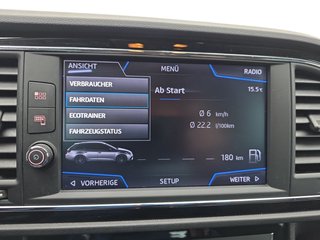 ANSICHT MENÜ RADIO
VERBRAUCHER
FAHRDATEN
ECOTRAINER
FAHRZEUGSTATUS
Ab Start 15.5°C
Ø 6 km/h
Ø 22.2 l/100km
180 km
VORHERIGE SETUP WEITER